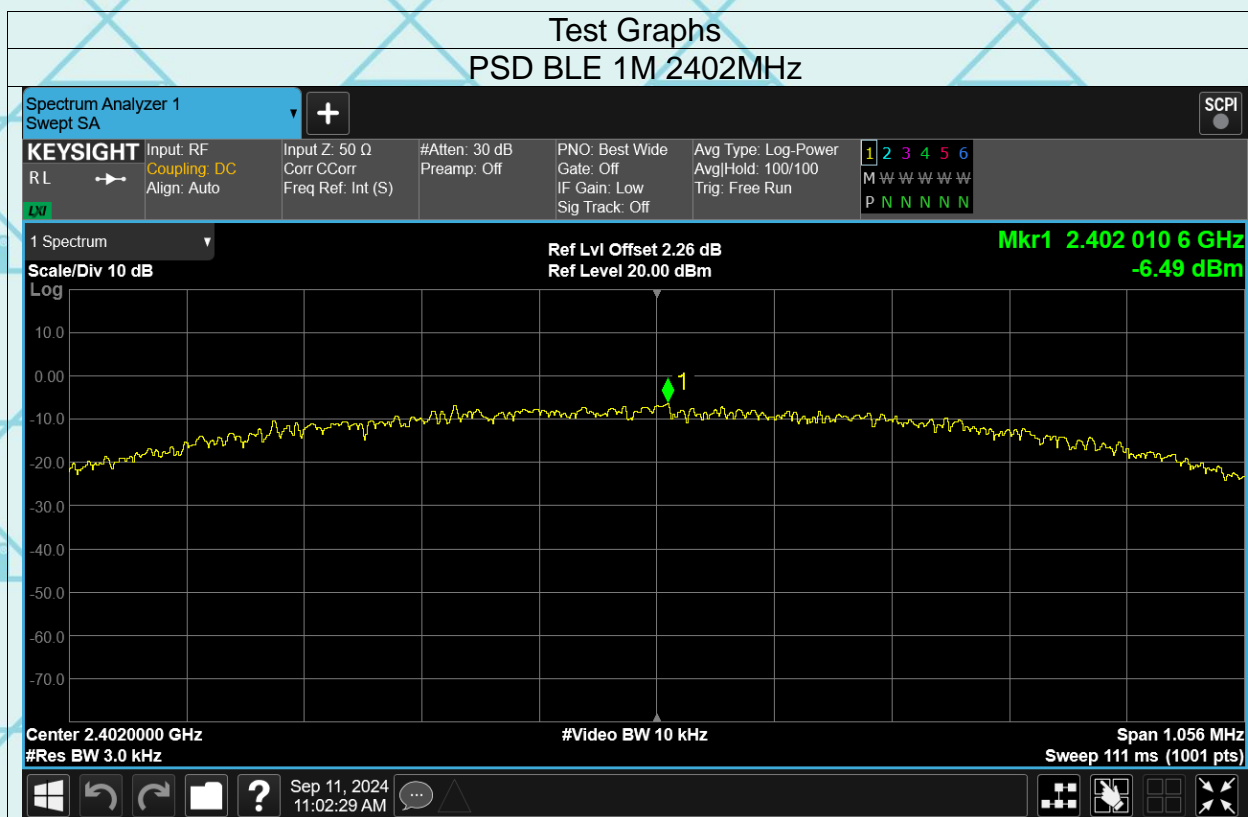 Test Graphs
PSD BLE 1M 2402MHz
Spectrum Analyzer 1
Swept SA
+
SCPI
KEYSIGHT
R L
LXI
Input: RF
Coupling: DC
Align: Auto
Input Z: 50 Ω
Corr CCorr
Freq Ref: Int (S)
#Atten: 30 dB
Preamp: Off
PNO: Best Wide
Gate: Off
IF Gain: Low
Sig Track: Off
Avg Type: Log-Power
Avg|Hold: 100/100
Trig: Free Run
1 2 3 4 5 6
M W W W W W
P N N N N N
1 Spectrum
Scale/Div 10 dB
Log
Ref Lvl Offset 2.26 dB
Ref Level 20.00 dBm
Mkr1 2.402 010 6 GHz
-6.49 dBm
10.0
0.00
-10.0
-20.0
-30.0
-40.0
-50.0
-60.0
-70.0
1
Center 2.4020000 GHz
#Res BW 3.0 kHz
#Video BW 10 kHz
Span 1.056 MHz
Sweep 111 ms (1001 pts)
?
Sep 11, 2024
11:02:29 AM